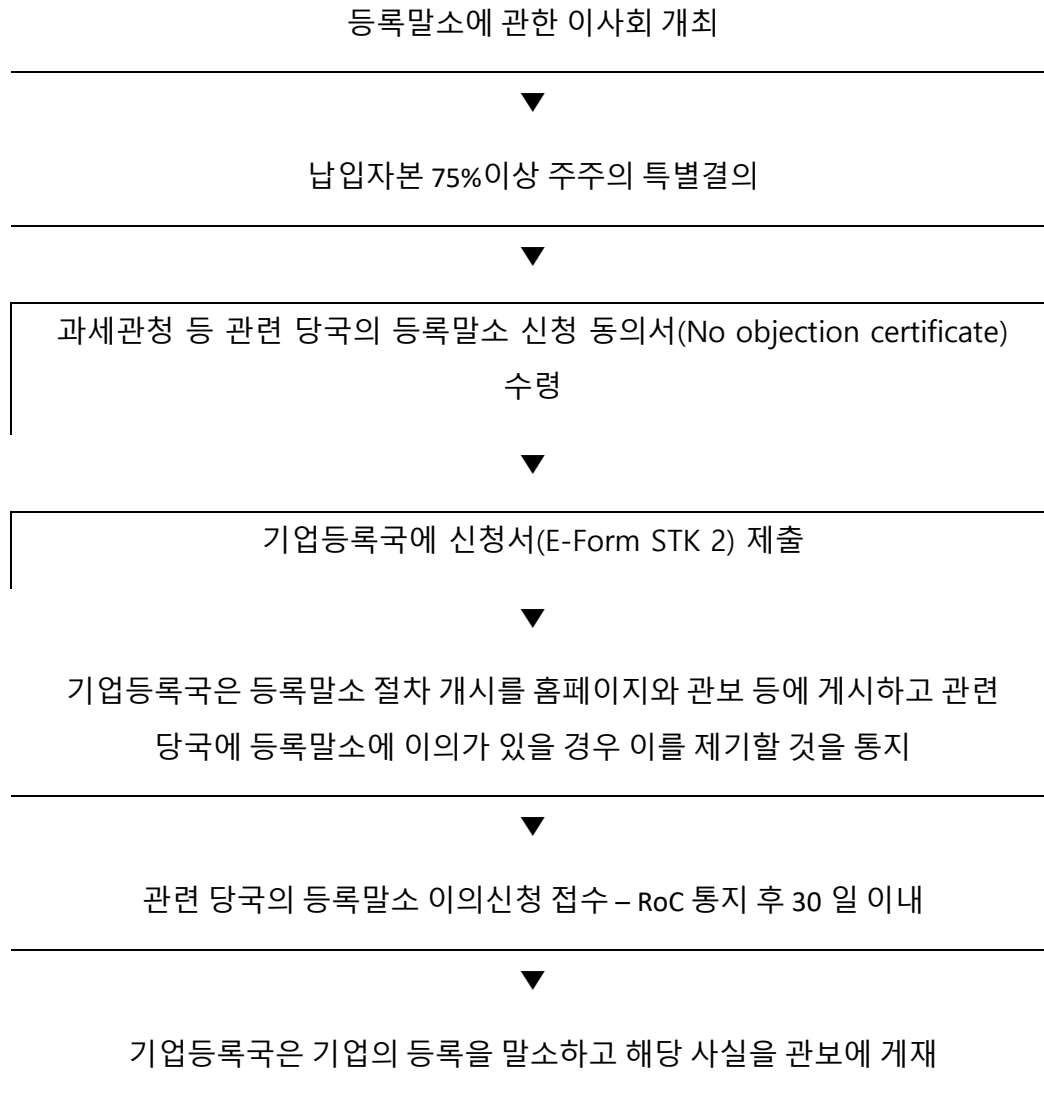 등록말소에 관한 이사회 개최
▼
납입자본 75%이상 주주의 특별결의
▼
과세관청 등 관련 당국의 등록말소 신청 동의서(No objection certificate)
수령
▼
기업등록국에 신청서(E-Form STK 2) 제출
▼
기업등록국은 등록말소 절차 개시를 홈페이지와 관보 등에 게시하고 관련
당국에 등록말소에 이의가 있을 경우 이를 제기할 것을 통지
▼
관련 당국의 등록말소 이의신청 접수 – RoC 통지 후 30 일 이내
▼
기업등록국은 기업의 등록을 말소하고 해당 사실을 관보에 게재